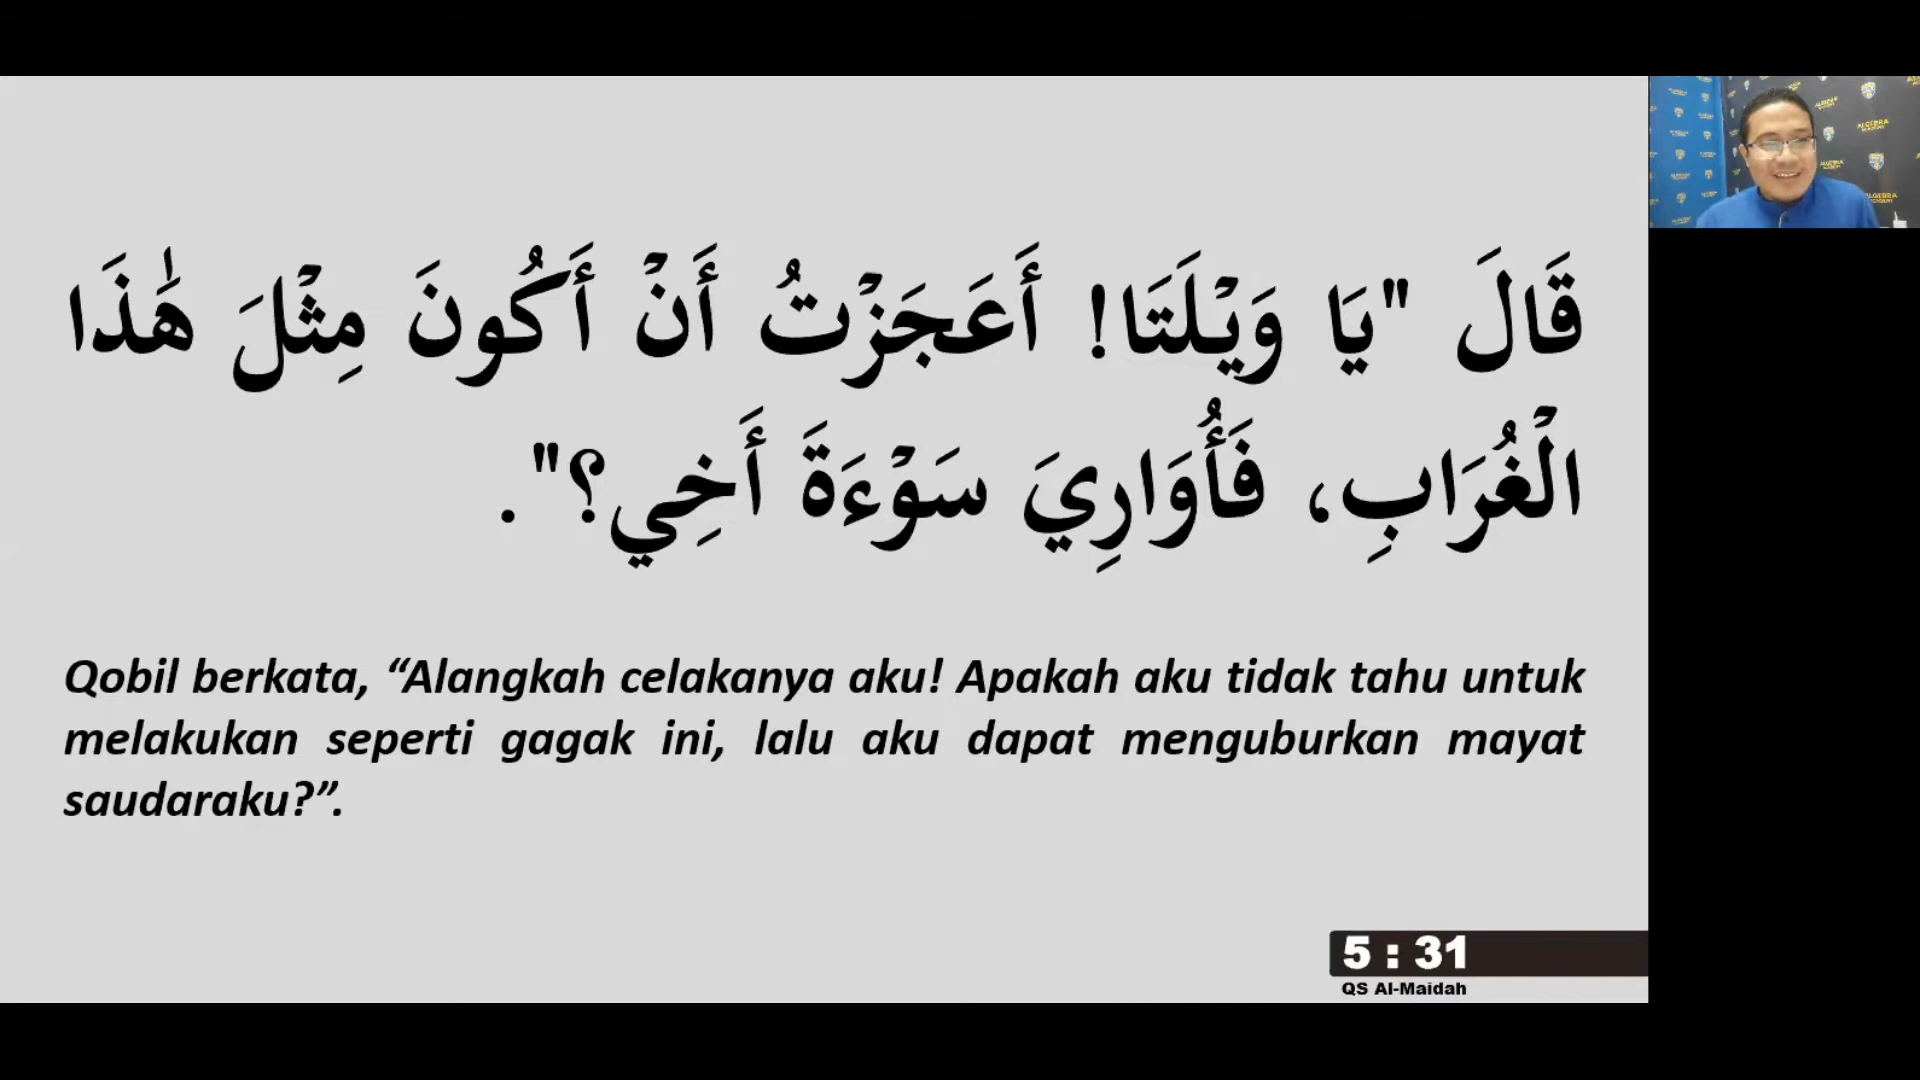 قَالَ "يَا وَيْلَتَا! أَعَجَزْتُ أَنْ أَكُونَ مِثْلَ هَٰذَا
الْغُرَابِ، فَأُوَارِيَ سَوْءَةَ أَخِي؟".
Qobil berkata, “Alangkah celakanya aku! Apakah aku tidak tahu untuk
melakukan seperti gagak ini, lalu aku dapat menguburkan mayat
saudaraku?”.
5 : 31
QS Al-Maidah
ALGEBRA